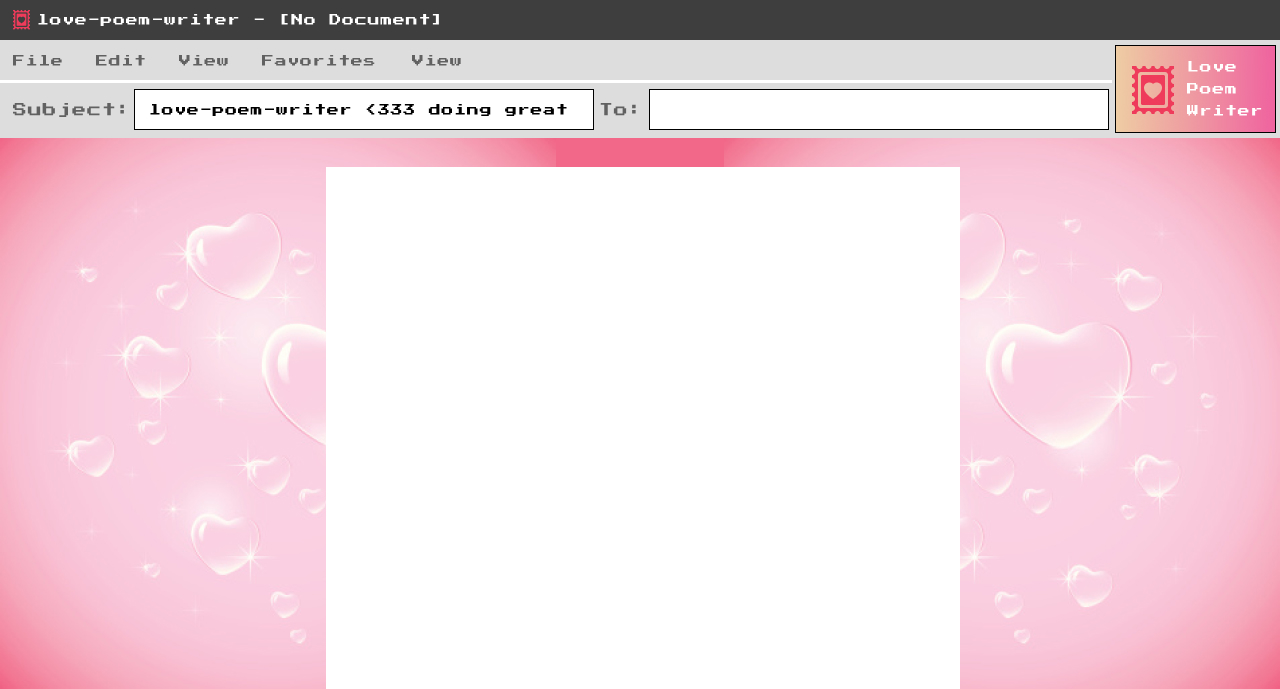 love-poem-writer - [No Document]
File Edit View Favorites View
Subject: love-poem-writer <333 doing great To:
Love
Poem
Writer